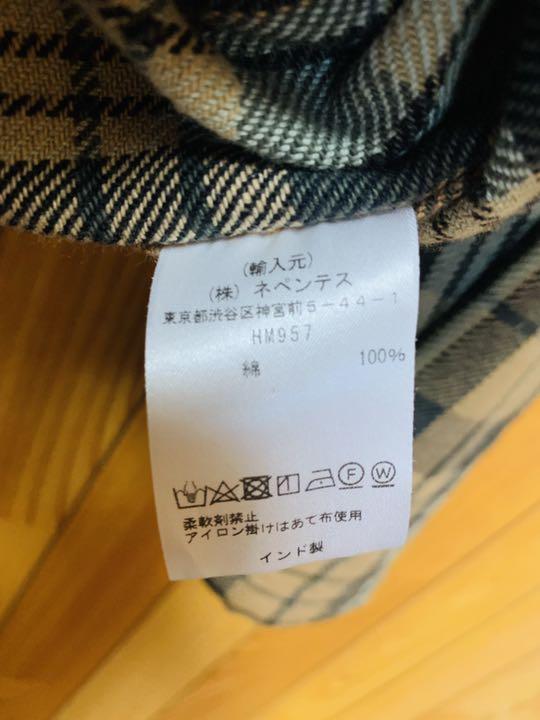 (輸入元)
(株) ネペンテス
東京都渋谷区神宮前5-44-1
HM957
綿 100%
F W
柔軟剤禁止
アイロン掛けはあて布使用
インド製